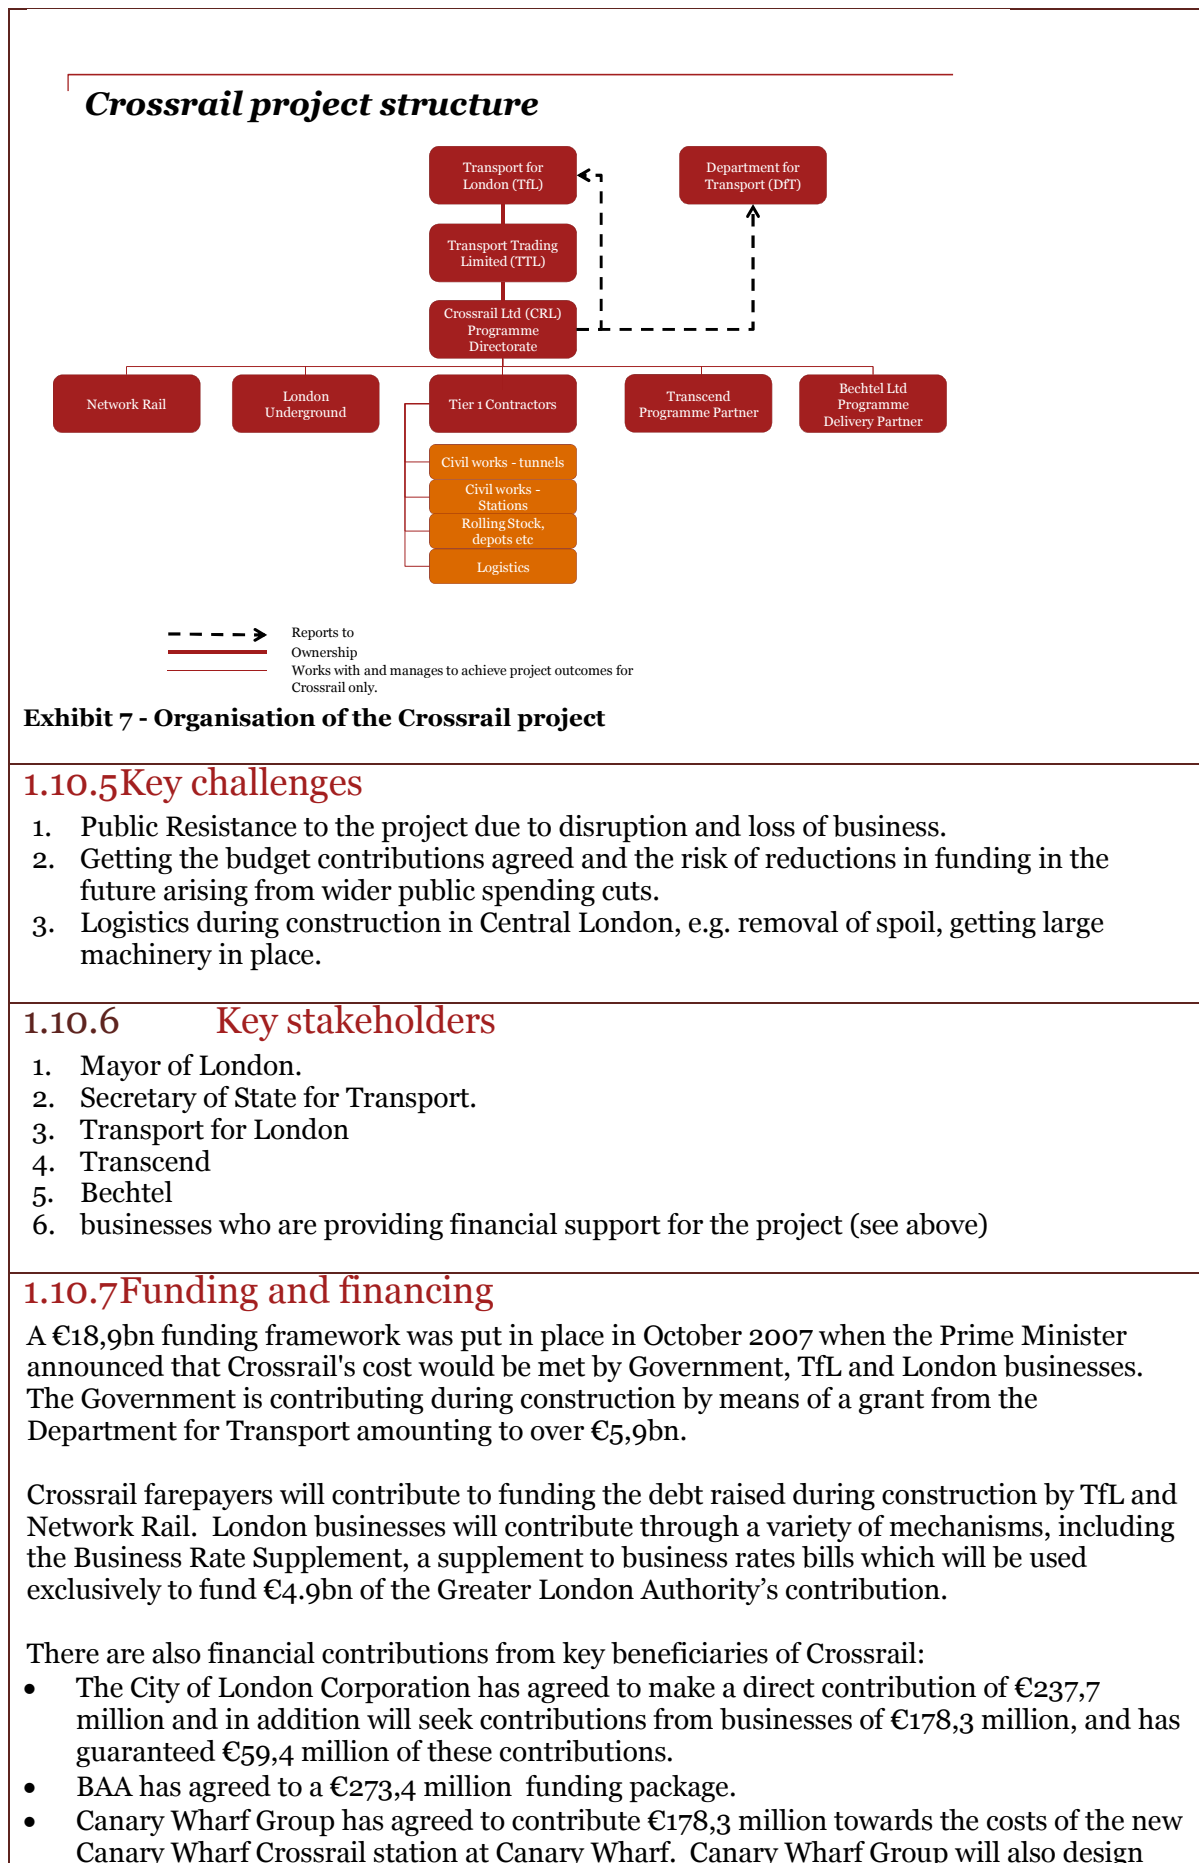 Crossrail project structure
Transport for
London (TfL)
Department for
Transport (DfT)
Transport Trading
Limited (TTL)
Crossrail Ltd (CRL)
Programme
Directorate
Network Rail
London
Underground
Tier 1 Contractors
Transcend
Programme Partner
Bechtel Ltd
Programme
Delivery Partner
Civil works - tunnels
Civil works -
Stations
Rolling Stock,
depots etc
Logistics
Reports to
Ownership
Works with and manages to achieve project outcomes for
Crossrail only.
Exhibit 7 - Organisation of the Crossrail project
1.10.5 Key challenges
1. Public Resistance to the project due to disruption and loss of business.
2. Getting the budget contributions agreed and the risk of reductions in funding in the
future arising from wider public spending cuts.
3. Logistics during construction in Central London, e.g. removal of spoil, getting large
machinery in place.
1.10.6 Key stakeholders
1. Mayor of London.
2. Secretary of State for Transport.
3. Transport for London
4. Transcend
5. Bechtel
6. businesses who are providing financial support for the project (see above)
1.10.7 Funding and financing
A €18,9bn funding framework was put in place in October 2007 when the Prime Minister
announced that Crossrail's cost would be met by Government, TfL and London businesses.
The Government is contributing during construction by means of a grant from the
Department for Transport amounting to over €5,9bn.
Crossrail farepayers will contribute to funding the debt raised during construction by TfL and
Network Rail. London businesses will contribute through a variety of mechanisms, including
the Business Rate Supplement, a supplement to business rates bills which will be used
exclusively to fund €4.9bn of the Greater London Authority’s contribution.
There are also financial contributions from key beneficiaries of Crossrail:
• The City of London Corporation has agreed to make a direct contribution of €237,7
million and in addition will seek contributions from businesses of €178,3 million, and has
guaranteed €59,4 million of these contributions.
• BAA has agreed to a €273,4 million funding package.
• Canary Wharf Group has agreed to contribute €178,3 million towards the costs of the new
Canary Wharf Crossrail station at Canary Wharf. Canary Wharf Group will also design